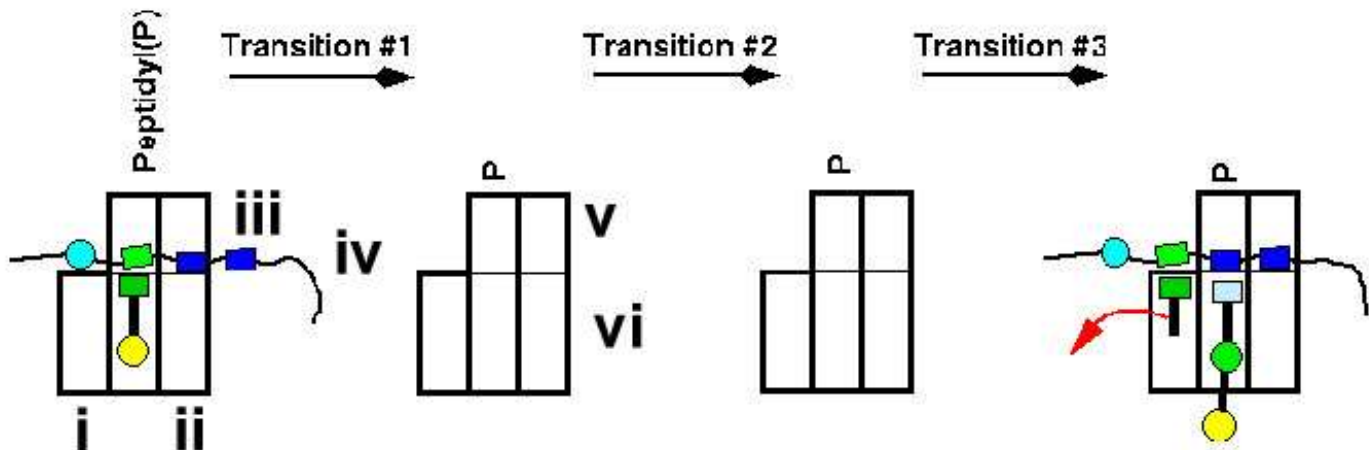 Peptidyl(P)
Transition #1
Transition #2
Transition #3
P
P
P
iii
iv
v
vi
i
ii